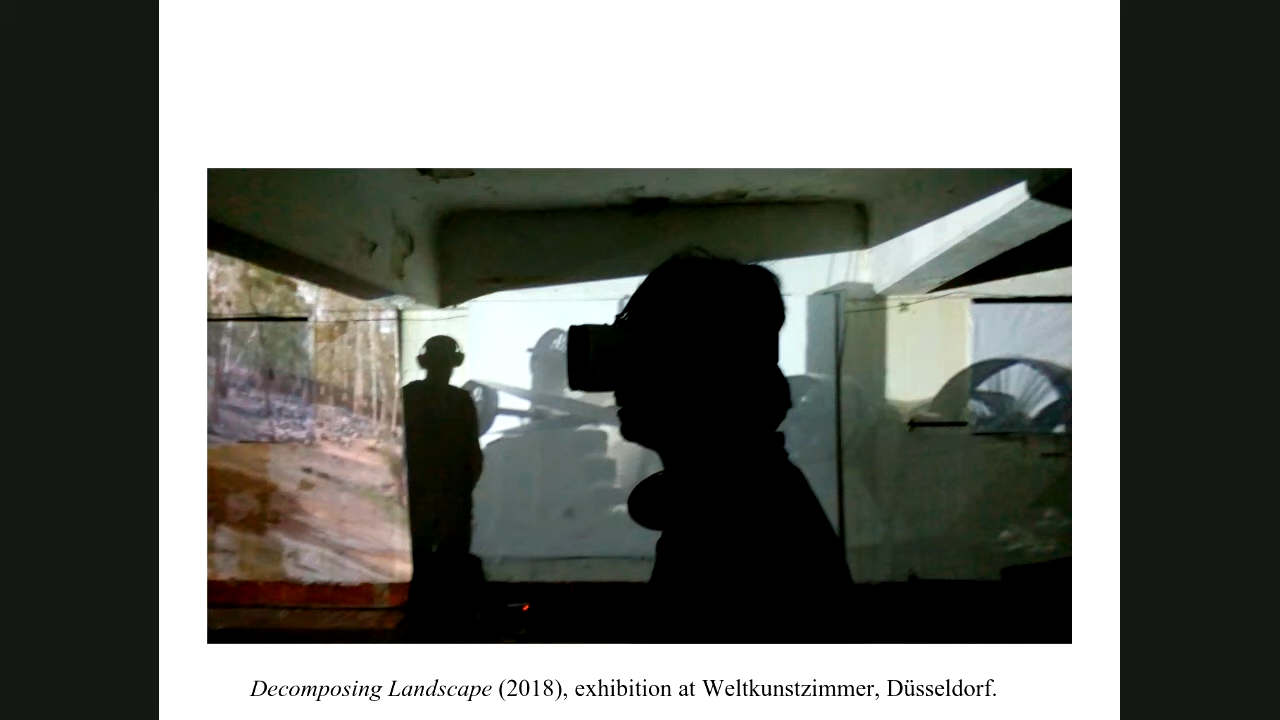 Decomposing Landscape (2018), exhibition at Weltkunstzimmer, Düsseldorf.